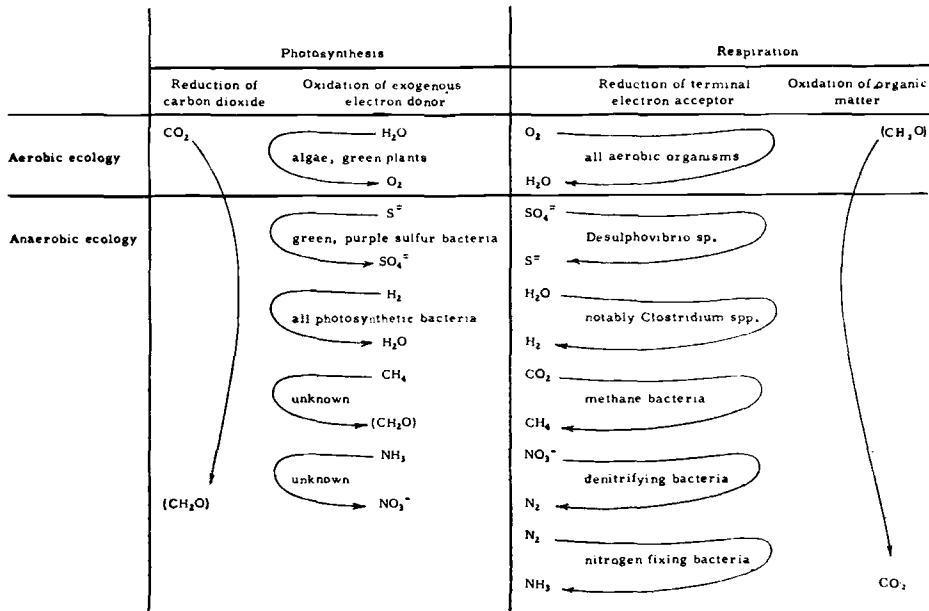 Photosynthesis Respiration
Reduction of carbon dioxide
Oxidation of exogenous electron donor
Reduction of terminal electron acceptor
Oxidation of organic matter
Aerobic ecology
CO₂
H₂O
algae, green plants
O₂
O₂
all aerobic organisms
H₂O
(CH₂O)
Anaerobic ecology
S⁼
green, purple sulfur bacteria
SO₄⁼
SO₄⁼
Desulphovibrio sp.
S⁼
H₂
all photosynthetic bacteria
H₂O
H₂O
notably Clostridium spp.
H₂
CH₄
unknown
(CH₂O)
CO₂
methane bacteria
CH₄
NH₃
unknown
NO₃⁻
(CH₂O)
NO₃⁻
denitrifying bacteria
N₂
N₂
nitrogen fixing bacteria
NH₃
CO₂